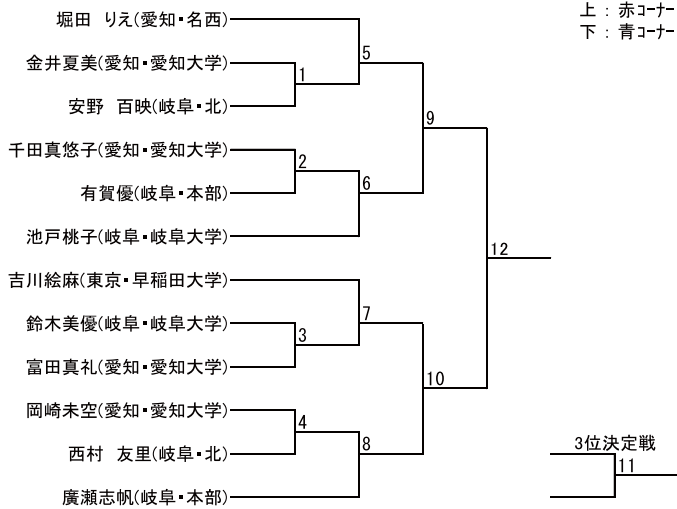 上：赤コーナー
下：青コーナー
堀田　りえ(愛知・名西)
5
金井夏美(愛知・愛知大学)
1
安野　百映(岐阜・北)
9
千田真悠子(愛知・愛知大学)
2
有賀優(岐阜・本部)
6
池戸桃子(岐阜・岐阜大学)
12
吉川絵麻(東京・早稲田大学)
7
鈴木美優(岐阜・岐阜大学)
3
富田真礼(愛知・愛知大学)
10
岡崎未空(愛知・愛知大学)
4
西村　友里(岐阜・北)
8
3位決定戦
11
廣瀬志帆(岐阜・本部)